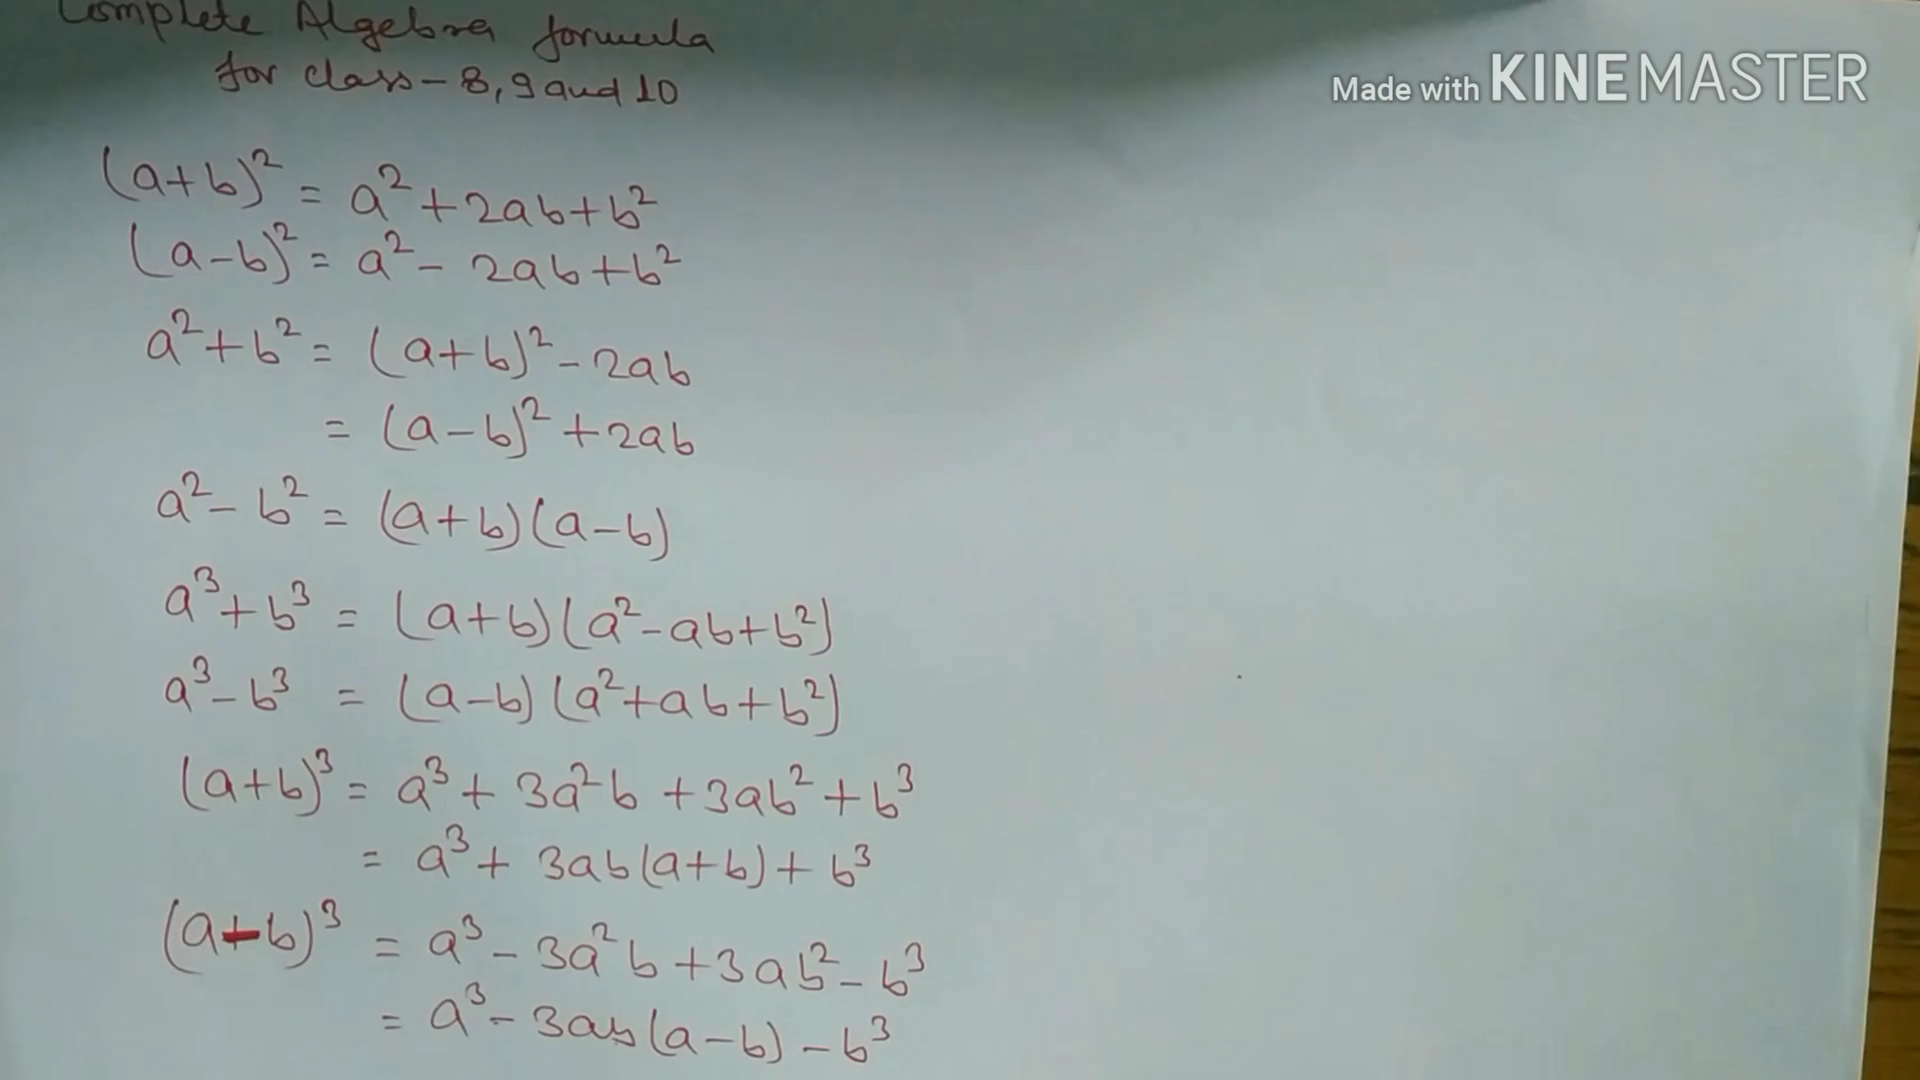 Complete Algebra formula
for class - 8, 9 and 10
Made with KINEMASTER
(a+b)² = a² + 2ab + b²
(a-b)² = a² - 2ab + b²
a² + b² = (a+b)² - 2ab
= (a-b)² + 2ab
a² - b² = (a+b)(a-b)
a³ + b³ = (a+b)(a² - ab + b²)
a³ - b³ = (a-b)(a² + ab + b²)
(a+b)³ = a³ + 3a²b + 3ab² + b³
= a³ + 3ab(a+b) + b³
(a-b)³ = a³ - 3a²b + 3ab² - b³
= a³ - 3ab(a-b) - b³